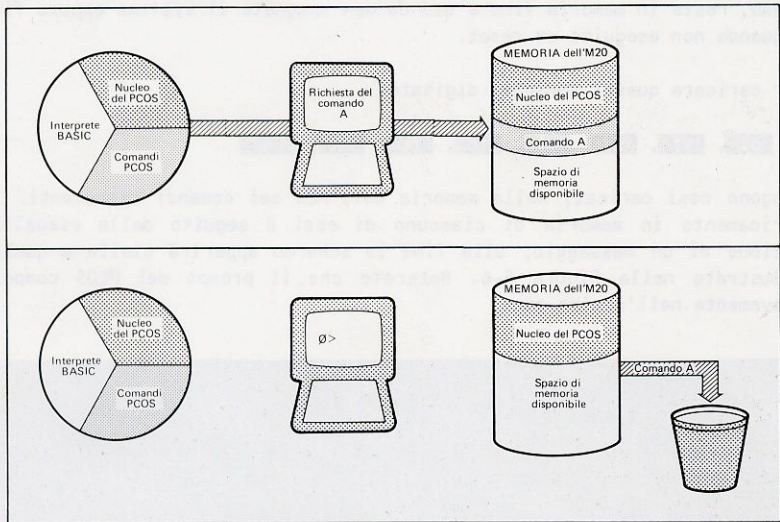 Nucleo
del PCOS
Interprete
BASIC
Comandi
PCOS
Richiesta del
comando
A
MEMORIA dell'M20
Nucleo del PCOS
Comando A
Spazio di
memoria
disponibile
Nucleo
del PCOS
Interprete
BASIC
Comandi
PCOS
Ø>
MEMORIA dell'M20
Nucleo del PCOS
Spazio di
memoria
disponibile
Comando A